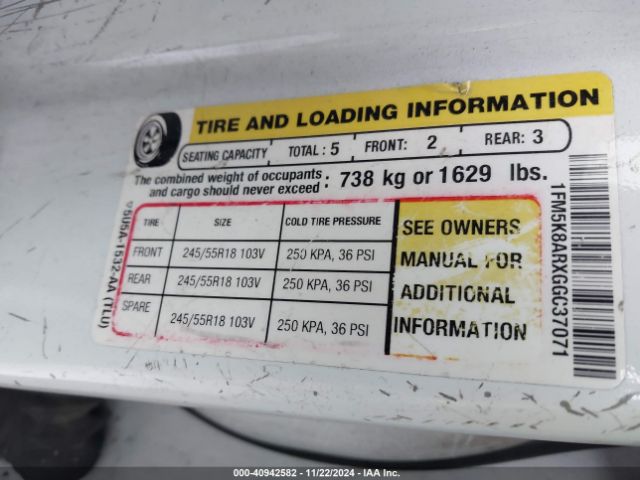 TIRE AND LOADING INFORMATION
SEATING CAPACITY TOTAL : 5 FRONT: 2 REAR: 3
The combined weight of occupants and cargo should never exceed : 738 kg or 1629 lbs.
TIRE SIZE COLD TIRE PRESSURE
FRONT 245/55R18 103V 250 KPA, 36 PSI
REAR 245/55R18 103V 250 KPA, 36 PSI
SPARE 245/55R18 103V 250 KPA, 36 PSI
SEE OWNERS
MANUAL FOR
ADDITIONAL
INFORMATION
1FM5K8ARXGGC37071
000-40942582 - 11/22/2024 - IAA Inc.